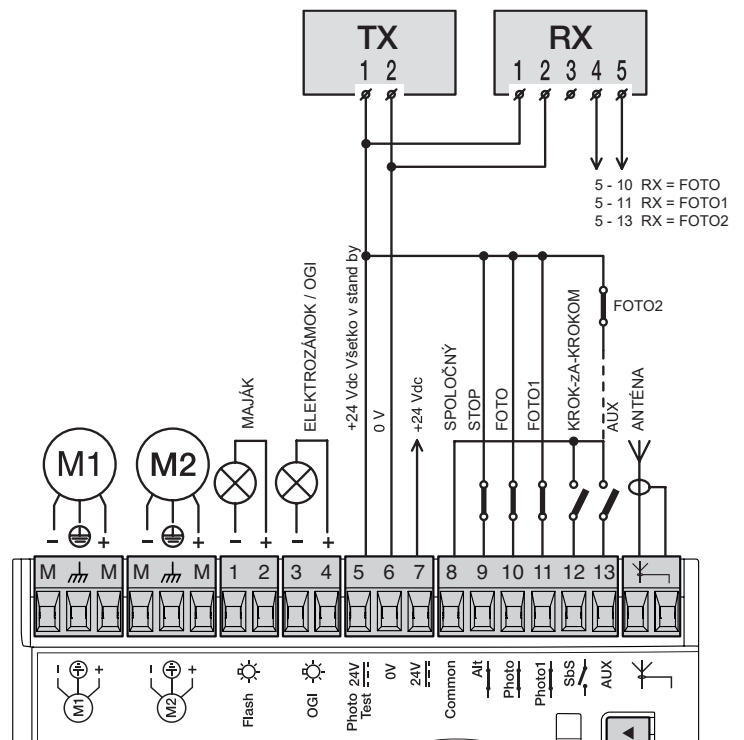 TX
1 2
RX
1 2 3 4 5
5 - 10 RX = FOTO
5 - 11 RX = FOTO1
5 - 13 RX = FOTO2
FOTO2
MAJÁK
ELEKTROZÁMOK / OGI
+24 Vdc Všetko v stand by
0 V
+24 Vdc
SPOLOČNÝ
STOP
FOTO
FOTO1
KROK-zA-KROKOM
AUX
ANTÉNA
M1
M2
- +
- +
- +
- +
M M M M 1 2 3 4 5 6 7 8 9 10 11 12 13
- +
M1
- +
M2
Flash
OGI
Photo 24V
Test
0V
24V
Common
Alt
Photo
Photo1
SbS
AUX